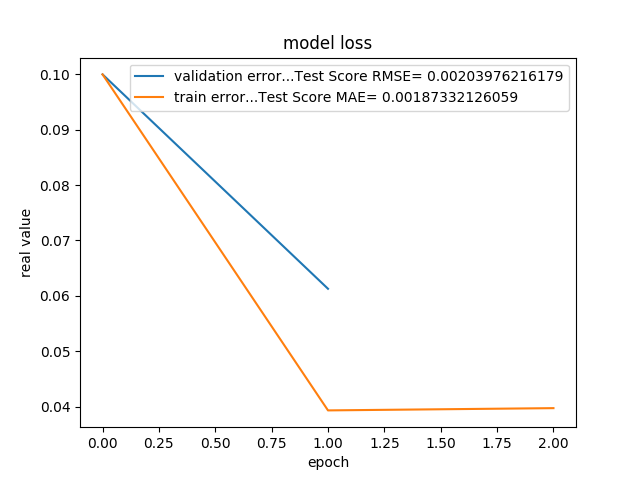 model loss
validation error...Test Score RMSE= 0.00203976216179
train error...Test Score MAE= 0.00187332126059
0.10
0.09
0.08
0.07
0.06
0.05
0.04
real value
0.00 0.25 0.50 0.75 1.00 1.25 1.50 1.75 2.00
epoch